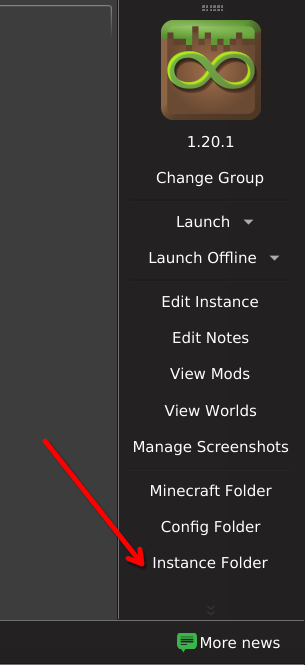 1.20.1
Change Group
Launch
Launch Offline
Edit Instance
Edit Notes
View Mods
View Worlds
Manage Screenshots
Minecraft Folder
Config Folder
Instance Folder
More news